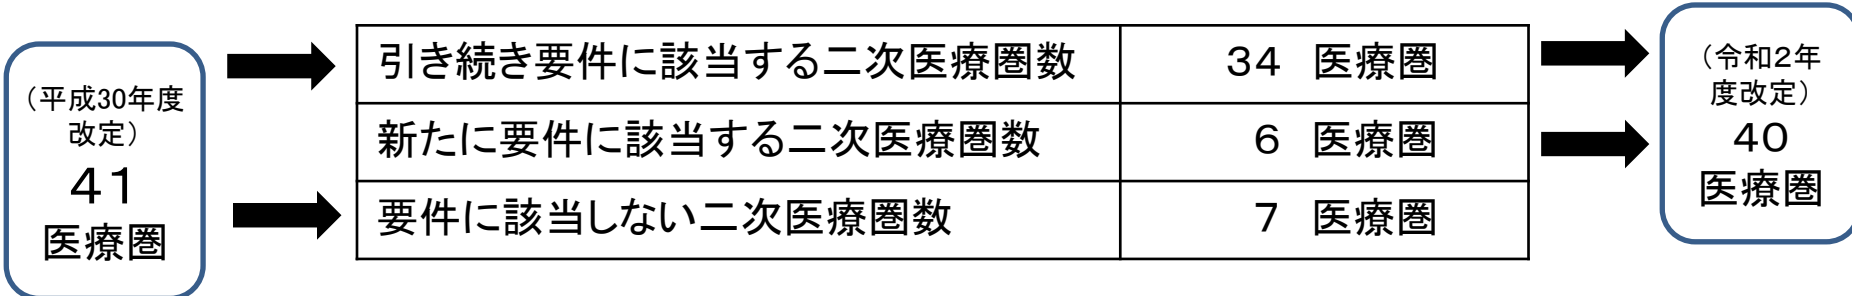 （平成30年度
改定）
41
医療圏
引き続き要件に該当する二次医療圏数
34 医療圏
新たに要件に該当する二次医療圏数
6 医療圏
要件に該当しない二次医療圏数
7 医療圏
（令和2年
度改定）
40
医療圏